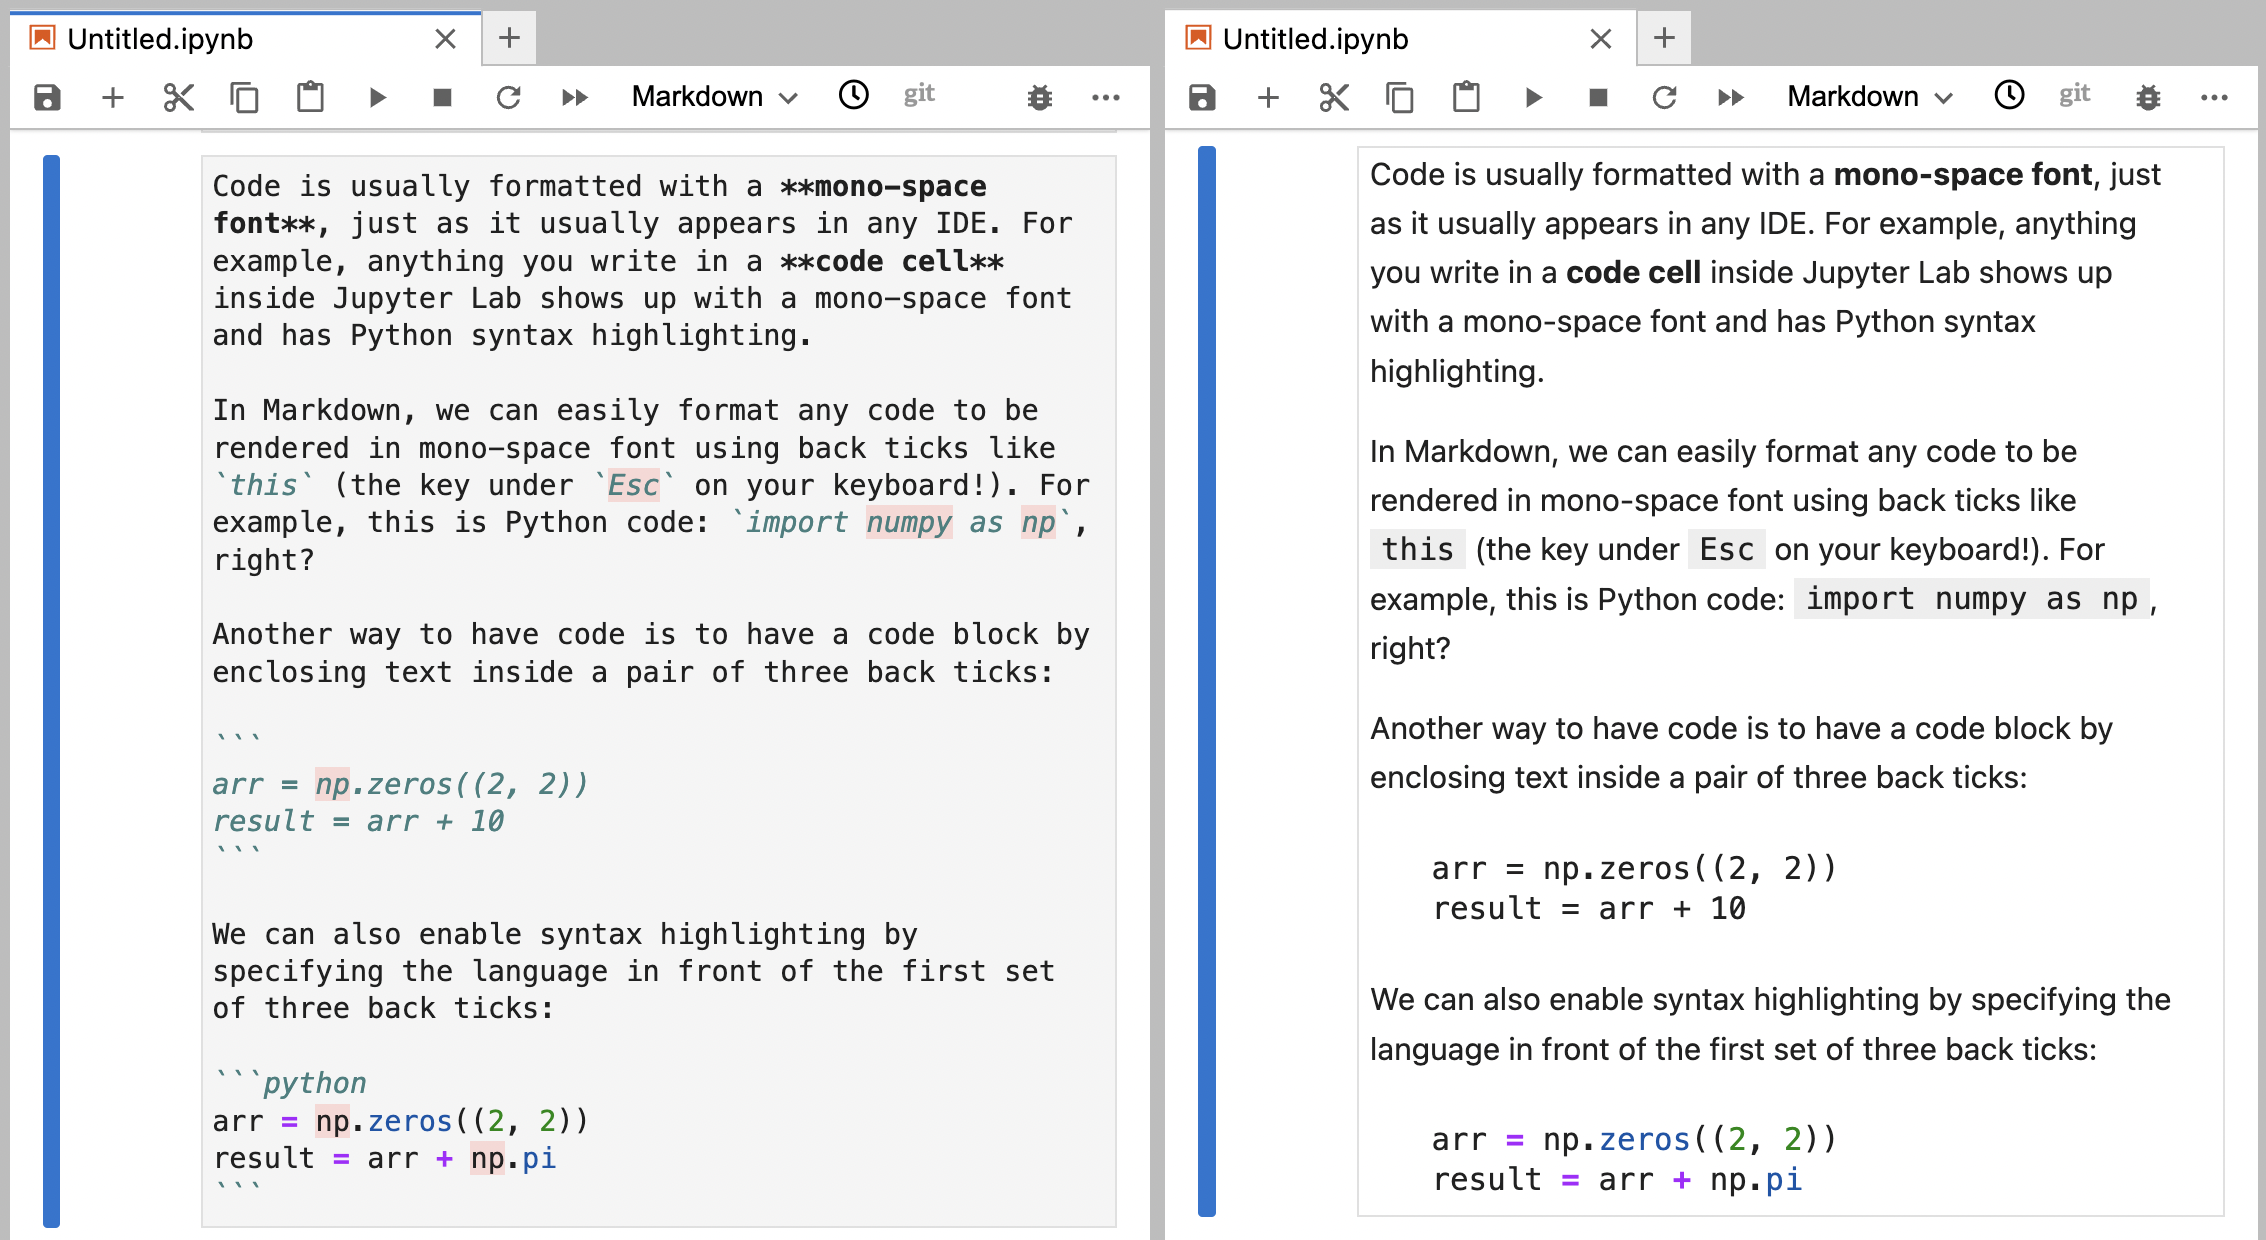 Untitled.ipynb
Markdown
git
Code is usually formatted with a **mono-space
font**, just as it usually appears in any IDE. For
example, anything you write in a **code cell**
inside Jupyter Lab shows up with a mono-space font
and has Python syntax highlighting.
In Markdown, we can easily format any code to be
rendered in mono-space font using back ticks like
`this` (the key under `Esc` on your keyboard!). For
example, this is Python code: `import numpy as np`,
right?
Another way to have code is to have a code block by
enclosing text inside a pair of three back ticks:
```
arr = np.zeros((2, 2))
result = arr + 10
```
We can also enable syntax highlighting by
specifying the language in front of the first set
of three back ticks:
```python
arr = np.zeros((2, 2))
result = arr + np.pi
```
Untitled.ipynb
Markdown
git
Code is usually formatted with a mono-space font, just
as it usually appears in any IDE. For example, anything
you write in a code cell inside Jupyter Lab shows up
with a mono-space font and has Python syntax
highlighting.
In Markdown, we can easily format any code to be
rendered in mono-space font using back ticks like
this (the key under Esc on your keyboard!). For
example, this is Python code: import numpy as np,
right?
Another way to have code is to have a code block by
enclosing text inside a pair of three back ticks:
arr = np.zeros((2, 2))
result = arr + 10
We can also enable syntax highlighting by specifying the
language in front of the first set of three back ticks:
arr = np.zeros((2, 2))
result = arr + np.pi